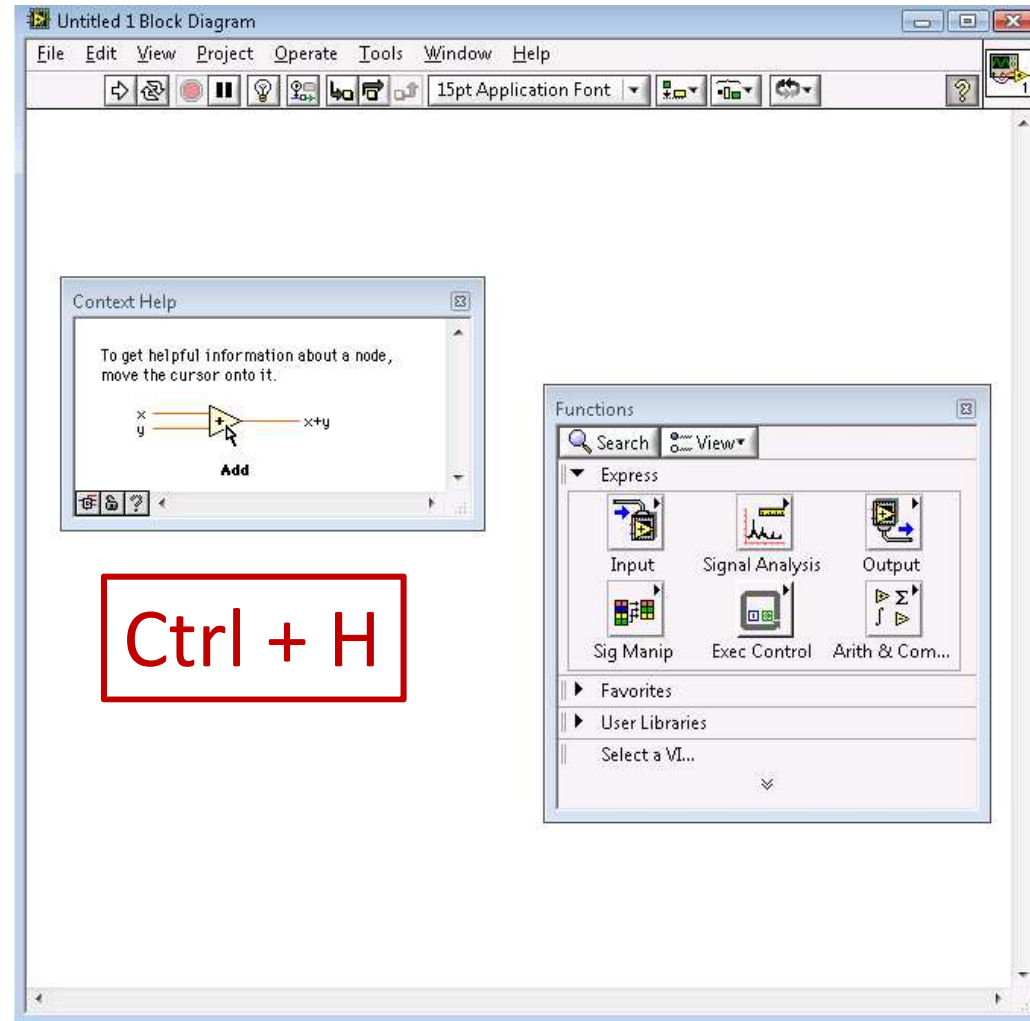 Untitled 1 Block Diagram
File Edit View Project Operate Tools Window Help
15pt Application Font
1
Context Help
To get helpful information about a node,
move the cursor onto it.
x
y
x+y
Add
Ctrl + H
Functions
Search View
Express
Input Signal Analysis Output
Sig Manip Exec Control Arith & Com...
Favorites
User Libraries
Select a VI...